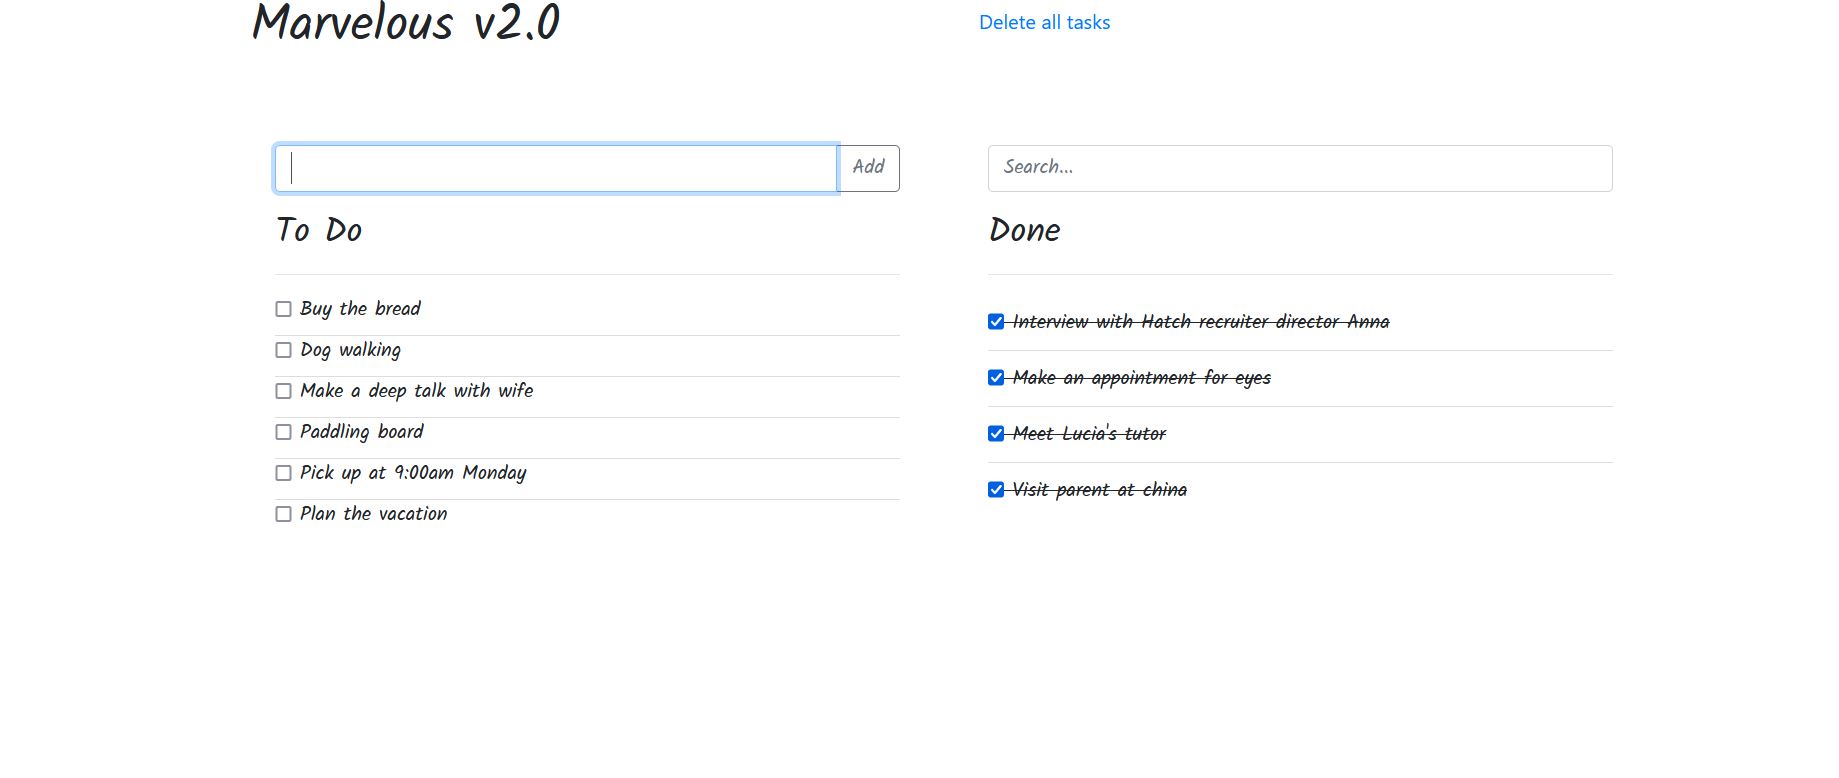 Marvelous v2.0
Delete all tasks
Add
Search...
To Do
Buy the bread
Dog walking
Make a deep talk with wife
Paddling board
Pick up at 9:00am Monday
Plan the vacation
Done
Interview with Hatch recruiter director Anna
Make an appointment for eyes
Meet Lucia's tutor
Visit parent at china